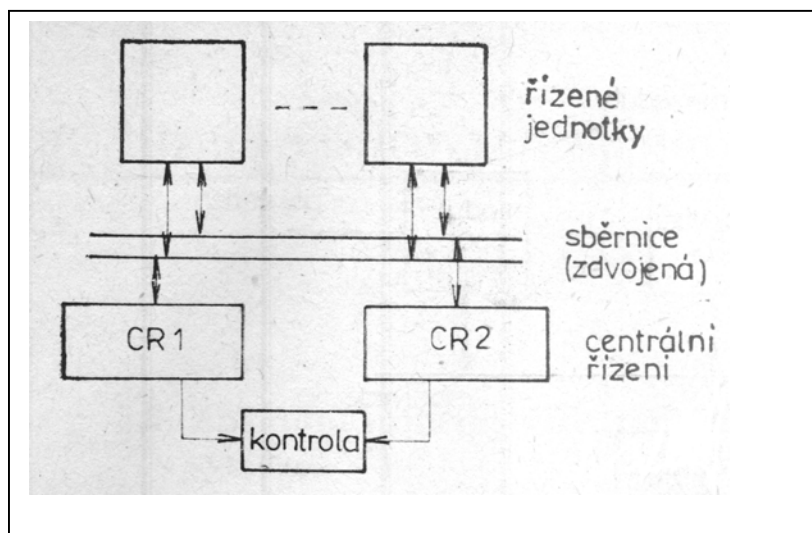 řízené
jednotky
sběrnice
(zdvojená)
CR 1
CR 2
centrální
řízení
kontrola